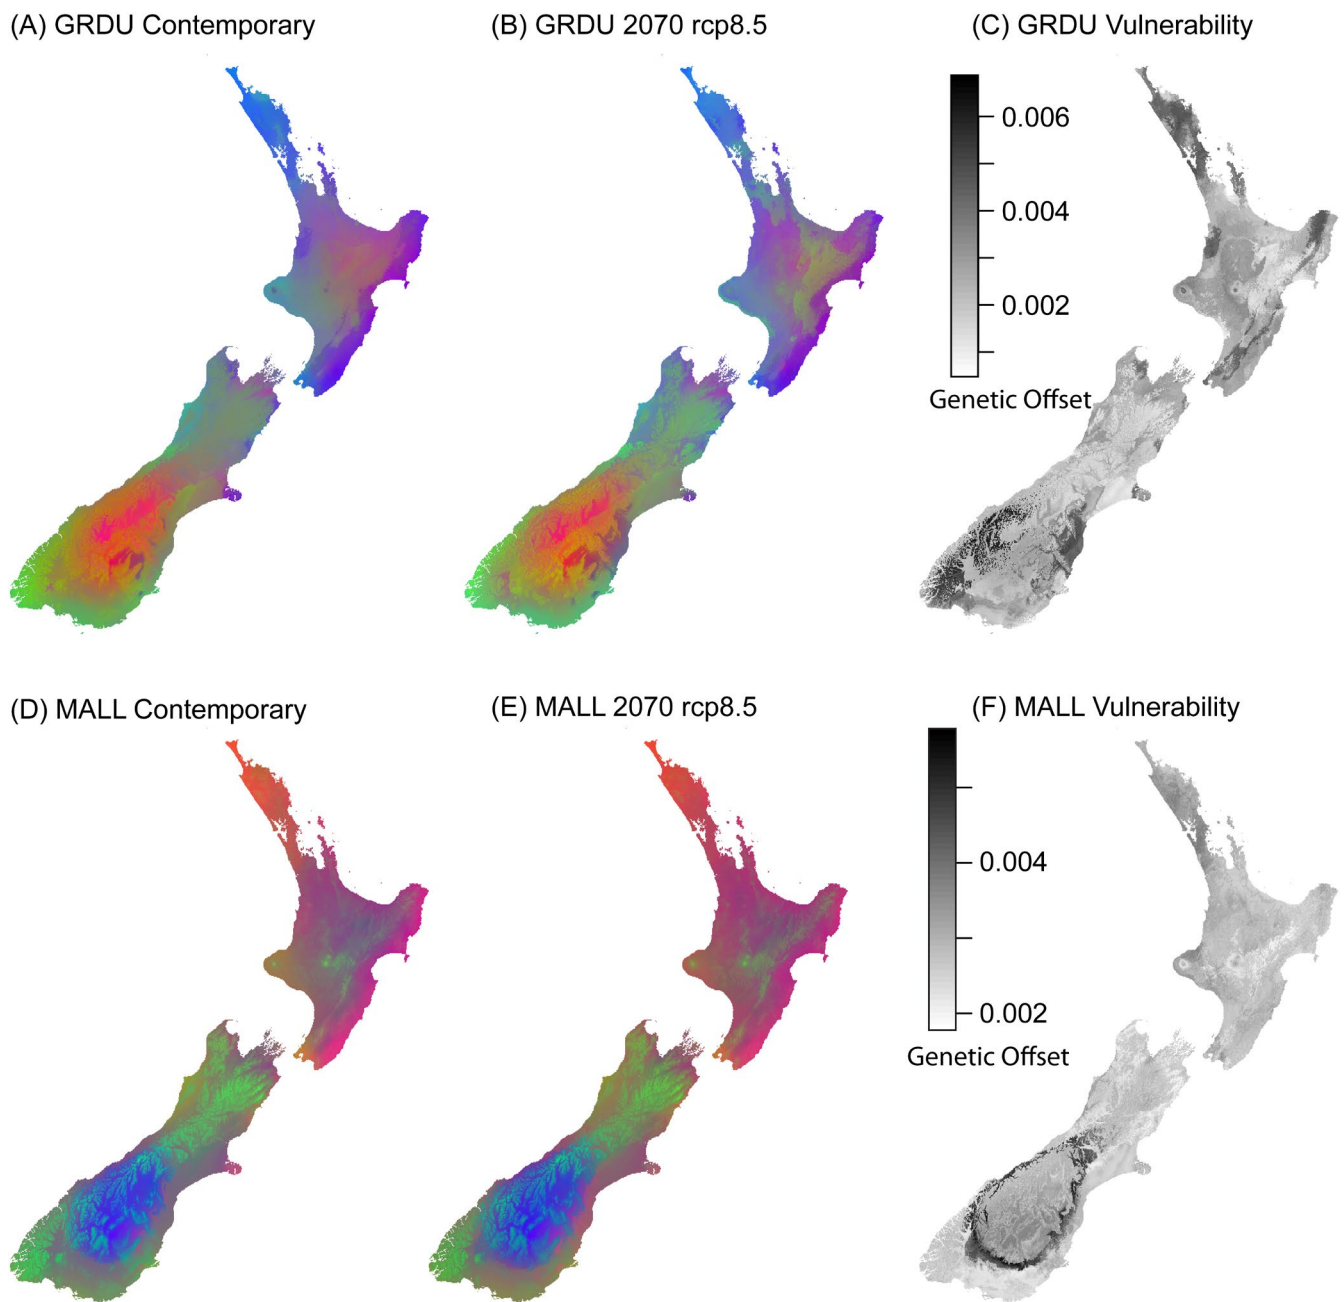 (A) GRDU Contemporary
(B) GRDU 2070 rcp8.5
(C) GRDU Vulnerability
0.006
0.004
0.002
Genetic Offset
(D) MALL Contemporary
(E) MALL 2070 rcp8.5
(F) MALL Vulnerability
0.004
0.002
Genetic Offset